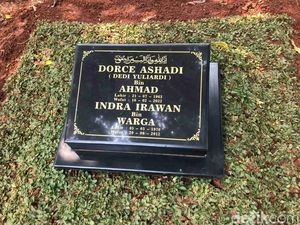 DORCE ASHADI
( DEDI YULIARDI )
Bin
AHMAD
Lahir : 21 - 07 - 1963
Wafat : 16 - 02 - 2022
INDRA IRAWAN
Bin
WARGA
Lahir :
Wafat :
detikcom